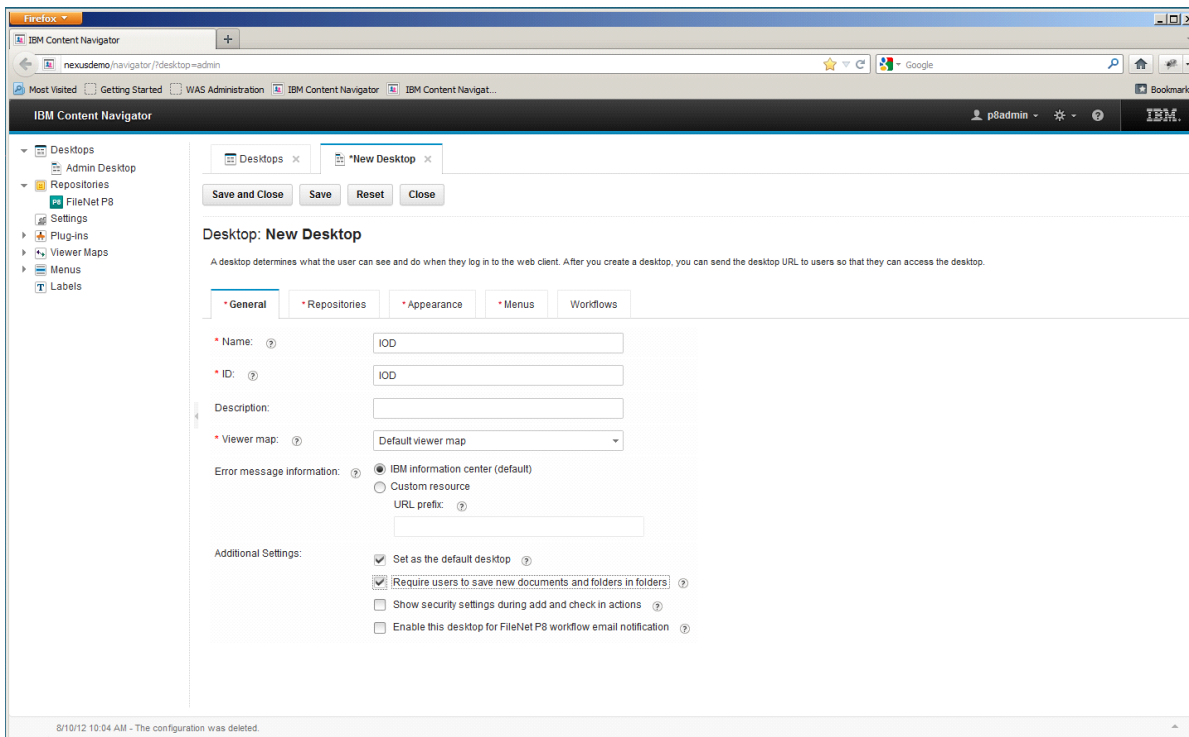 Firefox
IBM Content Navigator
nexusdemo/navigator/?desktop=admin
Google
Most Visited Getting Started WAS Administration IBM Content Navigator IBM Content Navigat...
Bookmark
IBM Content Navigator
p8admin
IBM.
Desktops
Admin Desktop
Repositories
P8 FileNet P8
Settings
Plug-ins
Viewer Maps
Menus
T Labels
Desktops
*New Desktop
Save and Close Save Reset Close
Desktop: New Desktop
A desktop determines what the user can see and do when they log in to the web client. After you create a desktop, you can send the desktop URL to users so that they can access the desktop.
* General * Repositories * Appearance * Menus Workflows
* Name: ? IOD
* ID: ? IOD
Description:
* Viewer map: ? Default viewer map
Error message information: ? IBM information center (default)
Custom resource
URL prefix: ?
Additional Settings: Set as the default desktop ?
Require users to save new documents and folders in folders ?
Show security settings during add and check in actions ?
Enable this desktop for FileNet P8 workflow email notification ?
8/10/12 10:04 AM - The configuration was deleted.